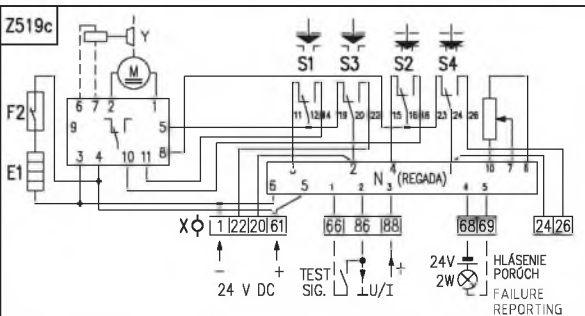 Z519c
Y
S1 S3 S2 S4
M
6 7 2 1
F2
11 12 14 19 20 22 15 16 18 23 24 26
9 5
8
E1
3 4 10 11
3 2 4 1 10 7 8
N (REGADA)
6 5 1 2 3 4 5
X 1 22 20 61 66 86 88 68 69 24 26
- +
24 V DC
TEST
SIG.
⊥U/I
+
24V
2W
HLÁSENIE
PORÚCH
FAILURE
REPORTING